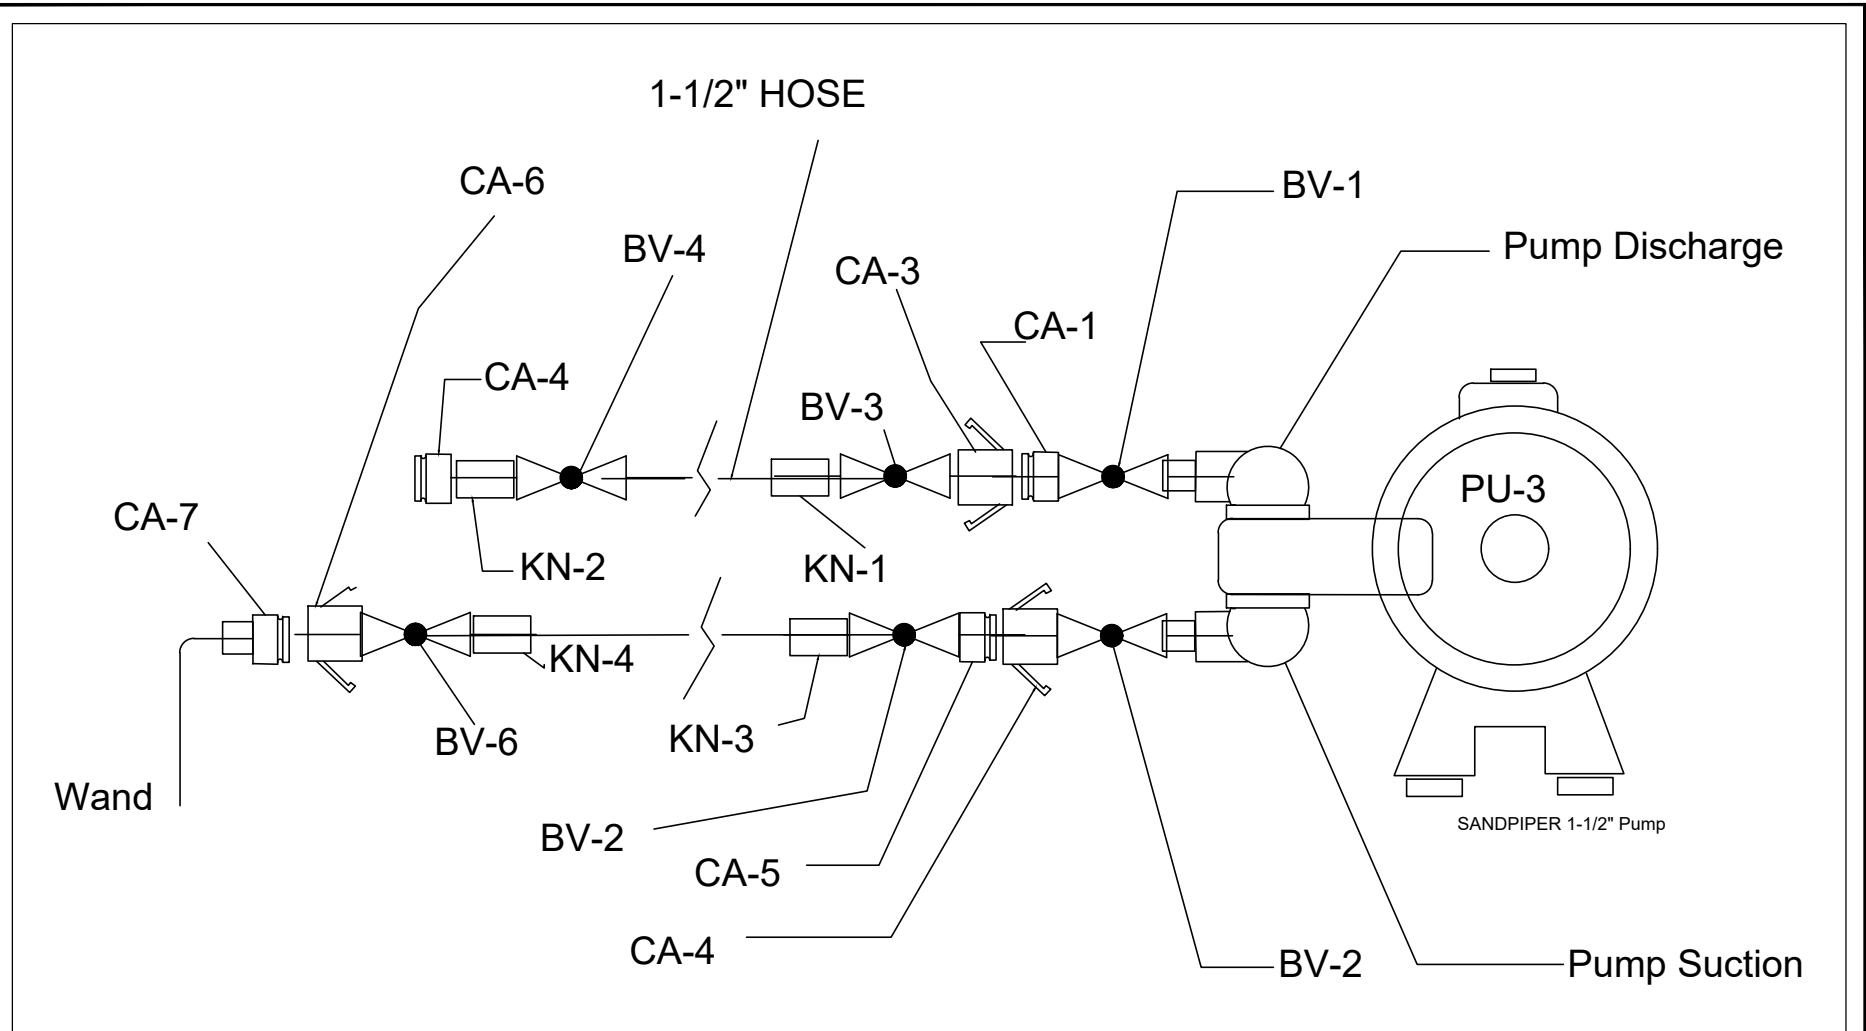 1-1/2" HOSE
CA-6
BV-1
BV-4
Pump Discharge
CA-3
CA-1
CA-4
BV-3
PU-3
CA-7
KN-2
KN-1
KN-4
BV-6
KN-3
Wand
SANDPIPER 1-1/2" Pump
BV-2
CA-5
CA-4
BV-2
Pump Suction